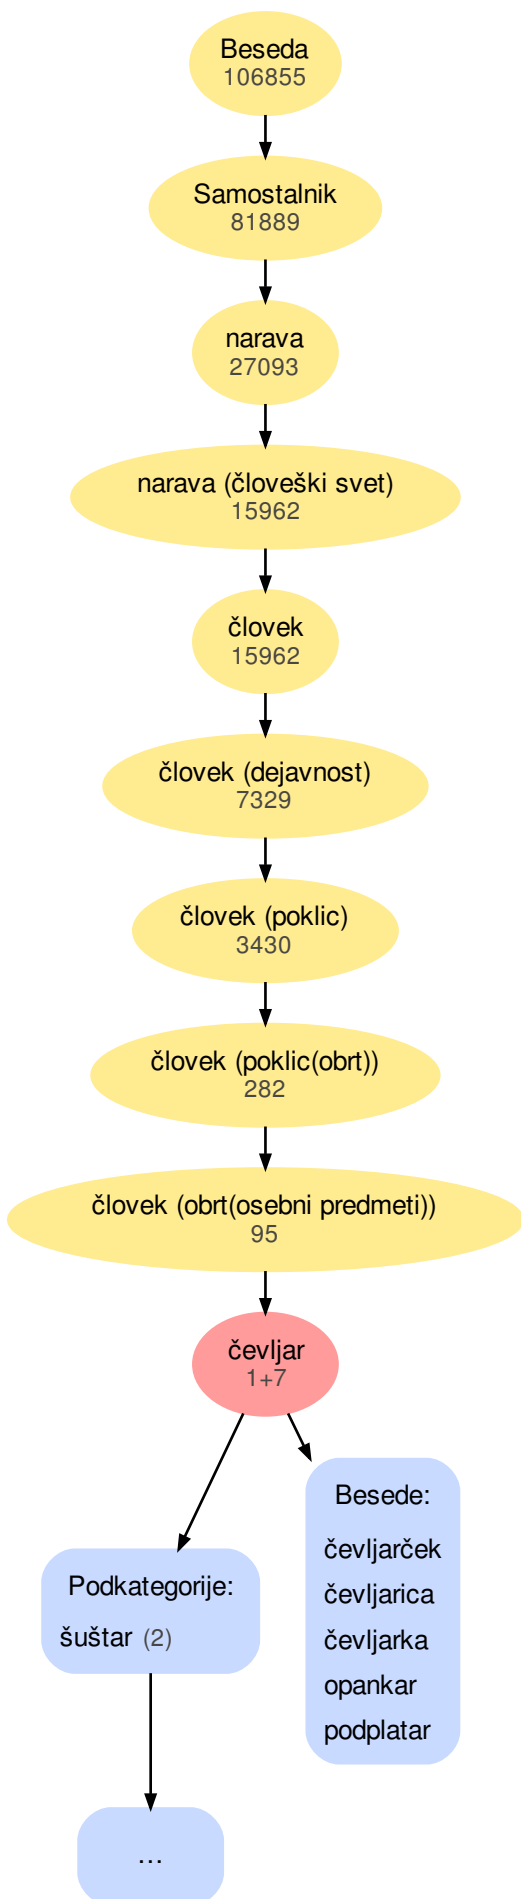 Beseda
106855
Samostalnik
81889
narava
27093
narava (človeški svet)
15962
človek
15962
človek (dejavnost)
7329
človek (poklic)
3430
človek (poklic(obrt))
282
človek (obrt(osebni predmeti))
95
čevljar
1+7
Podkategorije:
šuštar (2)
...
Besede:
čevljarček
čevljarica
čevljarka
opankar
podplatar